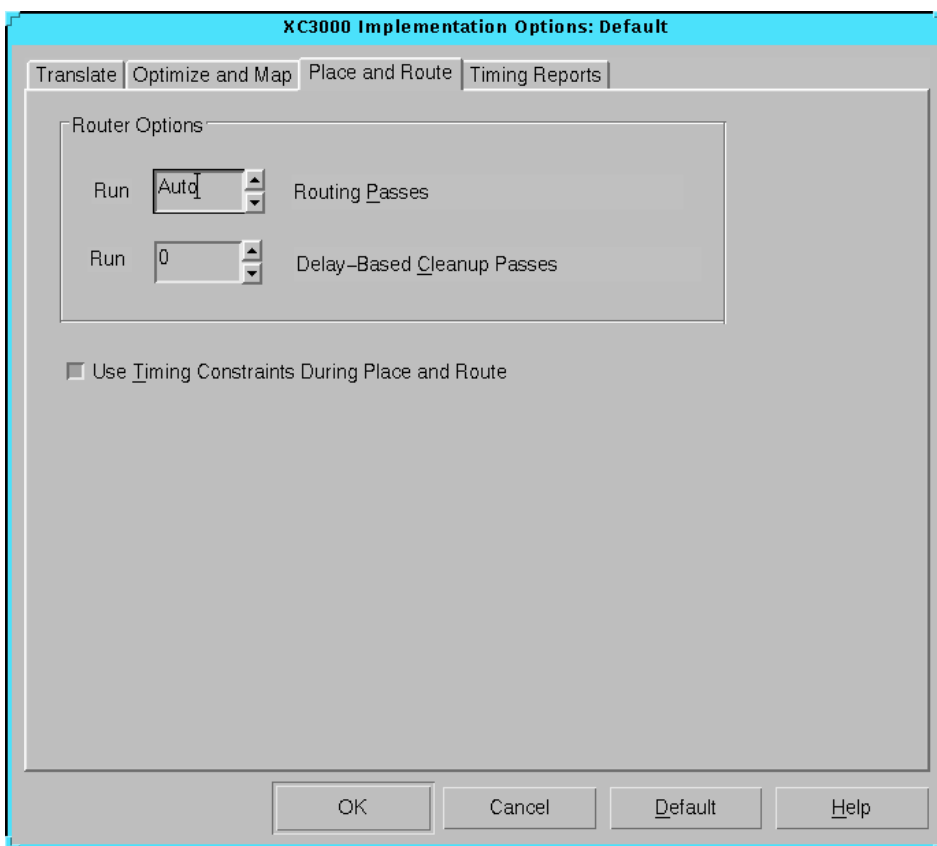 XC3000 Implementation Options: Default
Translate Optimize and Map Place and Route Timing Reports
Router Options
Run Auto Routing Passes
Run 0 Delay-Based Cleanup Passes
Use Timing Constraints During Place and Route
OK Cancel Default Help